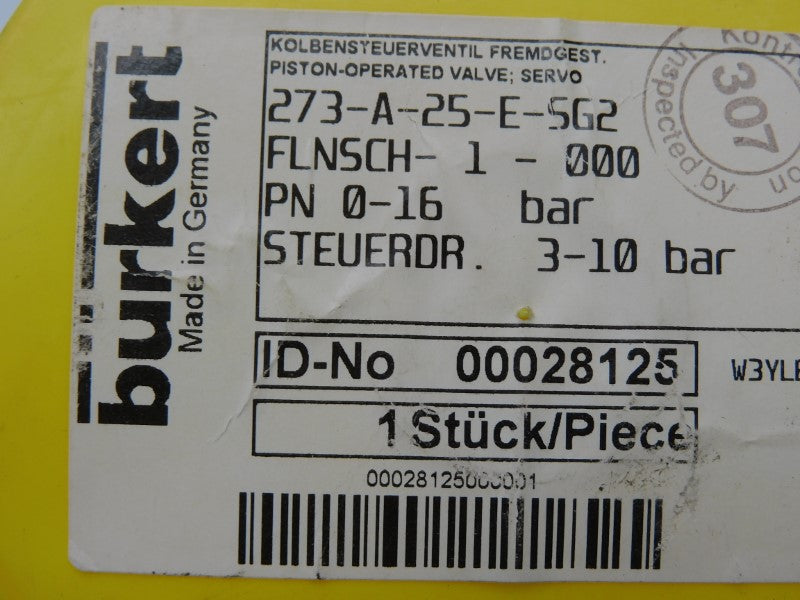 bürkert
Made in Germany
KOLBENSTEUERVENTIL FREMDGEST.
PISTON-OPERATED VALVE; SERVO
273-A-25-E-SG2
FLNSCH- 1 - 000
PN 0-16 bar
STEUERDR. 3-10 bar
307
Inspected by
ID-No 00028125
1 Stück/Piece